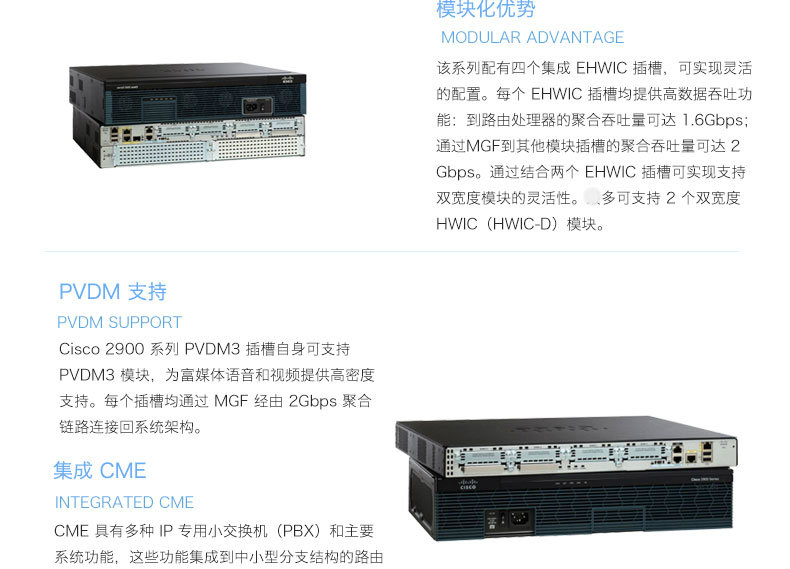 模块化优势
MODULAR ADVANTAGE
该系列配有四个集成 EHWIC 插槽，可实现灵活
的配置。每个 EHWIC 插槽均提供高数据吞吐功
能：到路由处理器的聚合吞吐量可达 1.6Gbps；
通过MGF到其他模块插槽的聚合吞吐量可达 2
Gbps。通过结合两个 EHWIC 插槽可实现支持
双宽度模块的灵活性。多可支持 2 个双宽度
HWIC（HWIC-D）模块。
PVDM 支持
PVDM SUPPORT
Cisco 2900 系列 PVDM3 插槽自身可支持
PVDM3 模块，为富媒体语音和视频提供高密度
支持。每个插槽均通过 MGF 经由 2Gbps 聚合
链路连接回系统架构。
集成 CME
INTEGRATED CME
CME 具有多种 IP 专用小交换机（PBX）和主要
系统功能，这些功能集成到中小型分支结构的路由
CISCO
CISCO
Cisco 2900 Series